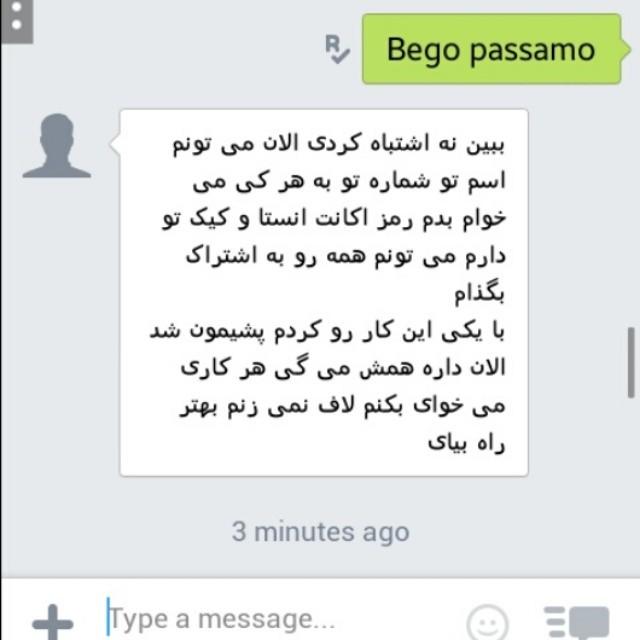 Bego passamo
ببین نه اشتباه کردی الان می تونم
اسم تو شماره تو به هر کی می
خوام بدم رمز اکانت انستا و کیک تو
دارم می تونم همه رو به اشتراک
بگذام
با یکی این کار رو کردم پشیمون شد
الان داره همش می گی هر کاری
می خوای بکنم لاف نمی زنم بهتر
راه بیای
3 minutes ago
Type a message...